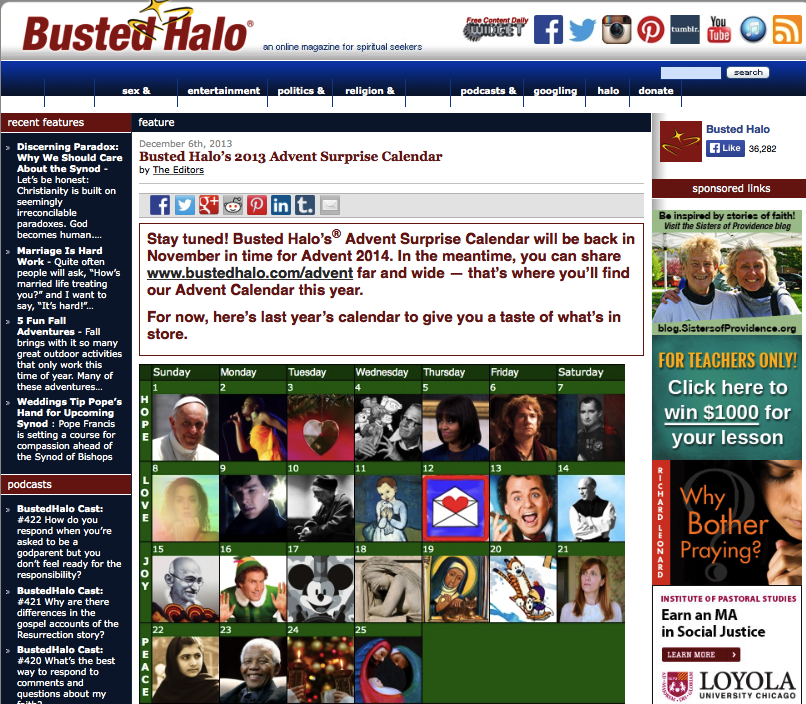 Busted Halo®
an online magazine for spiritual seekers
Free Content Daily
WIDGET
tumblr.
You
Tube
search
sex &
entertainment
politics &
religion &
podcasts &
googling
halo
donate
recent features
Discerning Paradox:
Why We Should Care
About the Synod -
Let's be honest:
Christianity is built on
seemingly
irreconcilable
paradoxes. God
becomes human....
Marriage Is Hard
Work - Quite often
people will ask, "How's
married life treating
you?" and I want to
say, "It's hard!"...
5 Fun Fall
Adventures - Fall
brings with it so many
great outdoor activities
that only work this
time of year. Many of
these adventures...
Weddings Tip Pope's
Hand for Upcoming
Synod : Pope Francis
is setting a course for
compassion ahead of
the Synod of Bishops
podcasts
BustedHalo Cast:
#422 How do you
respond when you're
asked to be a
godparent but you
don't feel ready for the
responsibility?
BustedHalo Cast:
#421 Why are there
differences in the
gospel accounts of the
Resurrection story?
BustedHalo Cast:
#420 What's the best
way to respond to
comments and
questions about my
faith?
feature
December 6th, 2013
Busted Halo's 2013 Advent Surprise Calendar
by The Editors
Stay tuned! Busted Halo's® Advent Surprise Calendar will be back in
November in time for Advent 2014. In the meantime, you can share
www.bustedhalo.com/advent far and wide — that's where you'll find
our Advent Calendar this year.
For now, here's last year's calendar to give you a taste of what's in
store.
Sunday Monday Tuesday Wednesday Thursday Friday Saturday
HOPE
1 2 3 4 5 6 7
LOVE
8 9 10 11 12 13 14
JOY
15 16 17 18 19 20 21
PEACE
22 23 24 25
Busted Halo
Like 36,282
sponsored links
Be inspired by stories of faith!
Visit the Sisters of Providence blog
blog.SistersofProvidence.org
FOR TEACHERS ONLY!
Click here to
win $1000 for
your lesson
RICHARD LEONARD
Why
Bother
Praying?
INSTITUTE OF PASTORAL STUDIES
Earn an MA
in Social Justice
LEARN MORE >
LOYOLA
UNIVERSITY CHICAGO